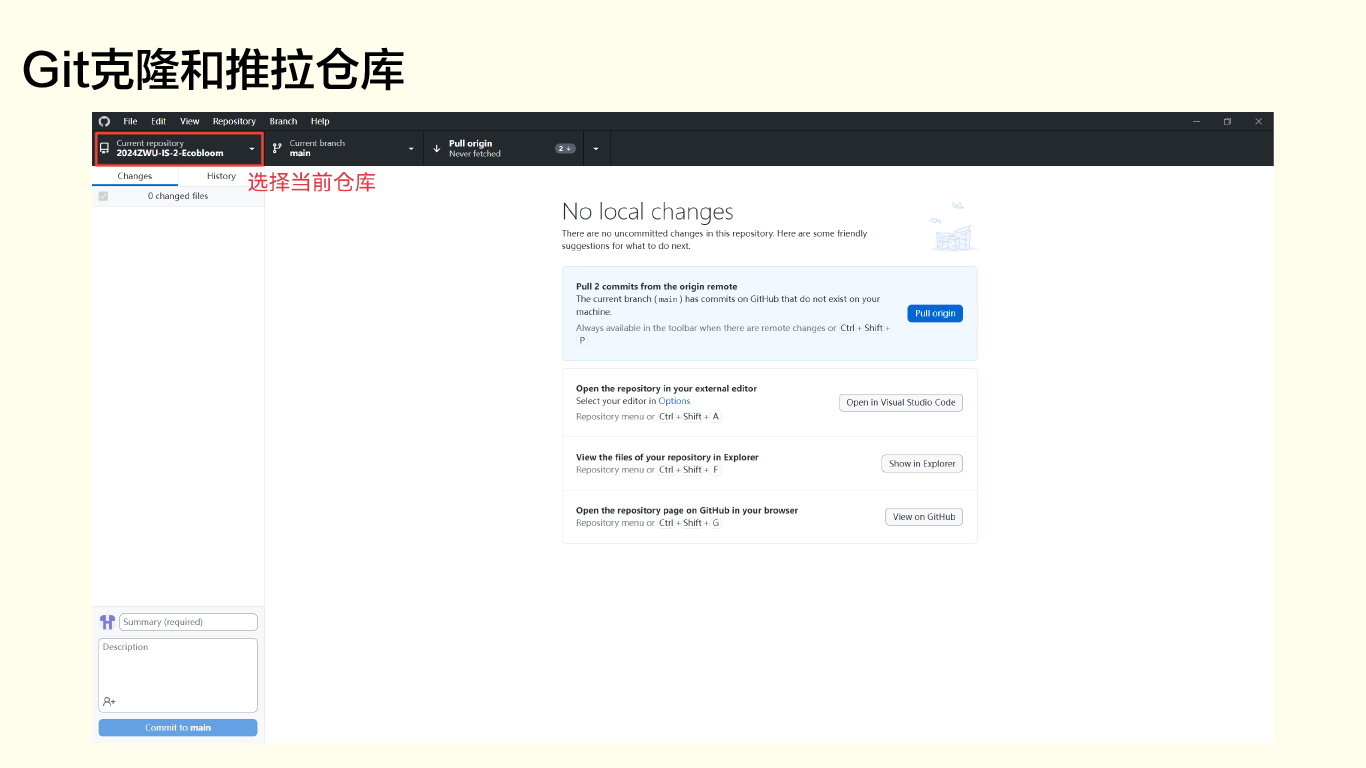 Git克隆和推拉仓库
File Edit View Repository Branch Help
Current repository
2024ZWU-IS-2-Ecobloom
Current branch
main
Pull origin
Never fetched
2
Changes History
选择当前仓库
0 changed files
No local changes
There are no uncommitted changes in this repository. Here are some friendly
suggestions for what to do next.
Pull 2 commits from the origin remote
The current branch (main) has commits on GitHub that do not exist on your
machine.
Always available in the toolbar when there are remote changes or Ctrl + Shift +
P
Pull origin
Open the repository in your external editor
Select your editor in Options
Repository menu or Ctrl + Shift + A
Open in Visual Studio Code
View the files of your repository in Explorer
Repository menu or Ctrl + Shift + F
Show in Explorer
Open the repository page on GitHub in your browser
Repository menu or Ctrl + Shift + G
View on GitHub
Summary (required)
Description
Commit to main